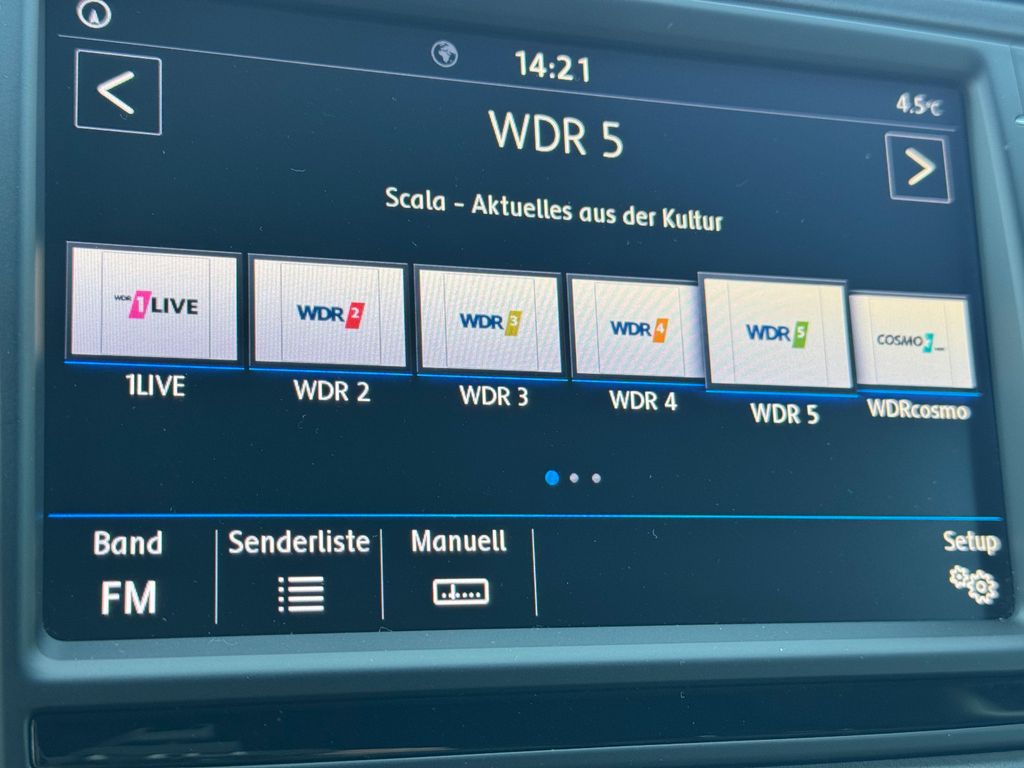 14:21
4.5°C
WDR 5
Scala - Aktuelles aus der Kultur
WDR 1LIVE
WDR 2
WDR 3
WDR 4
WDR 5
COSMO
1LIVE
WDR 2
WDR 3
WDR 4
WDR 5
WDRcosmo
Band
Senderliste
Manuell
Setup
FM